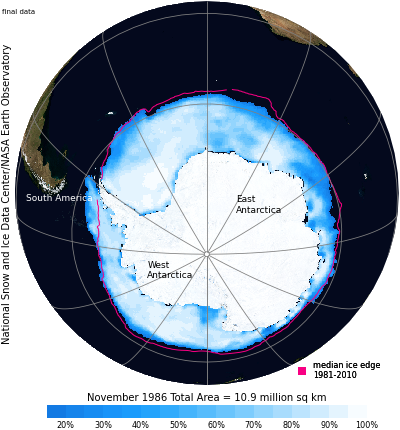 final data
National Snow and Ice Data Center/NASA Earth Observatory
South America
East
Antarctica
West
Antarctica
median ice edge
1981-2010
November 1986 Total Area = 10.9 million sq km
20% 30% 40% 50% 60% 70% 80% 90% 100%